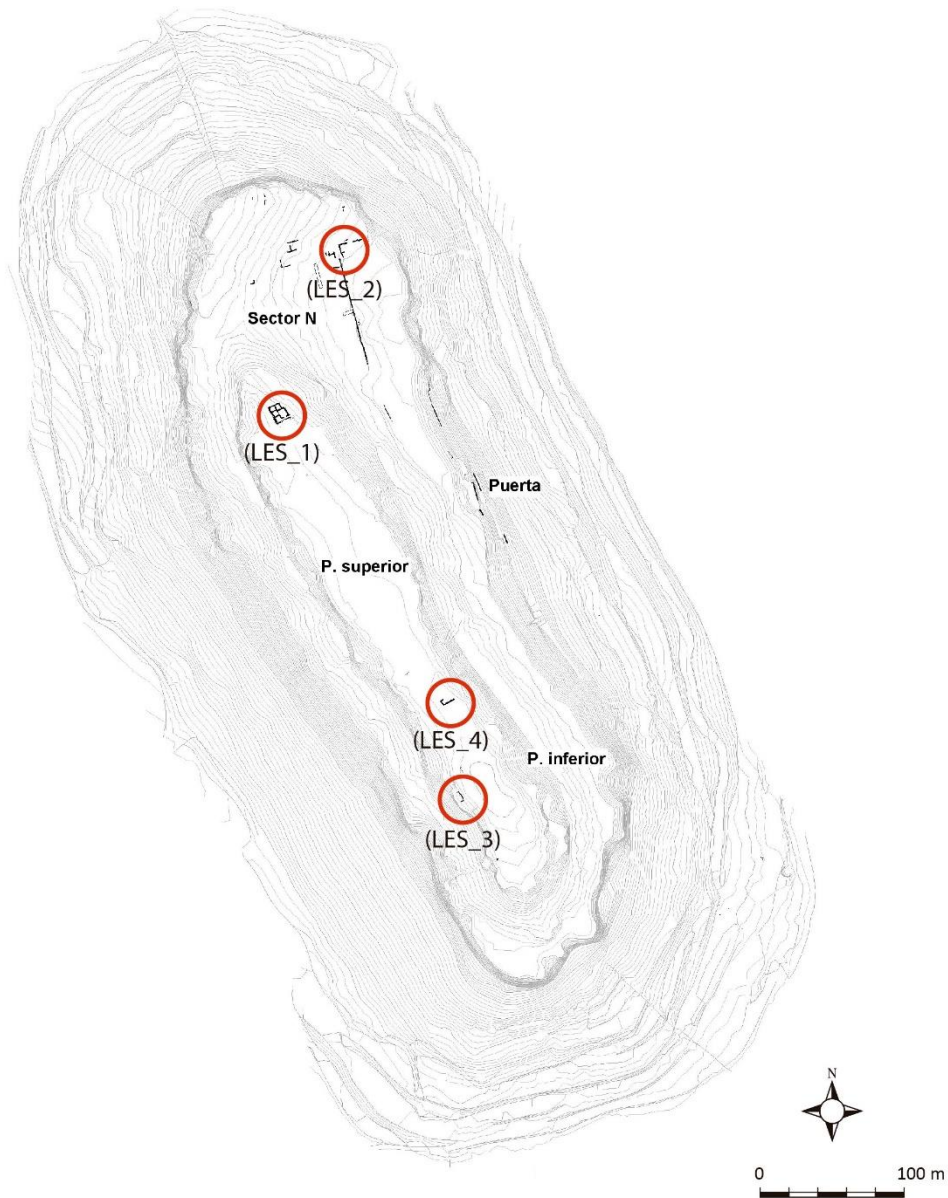 (LES_2)
Sector N
(LES_1)
Puerta
P. superior
(LES_4)
P. inferior
(LES_3)
N
0 100 m